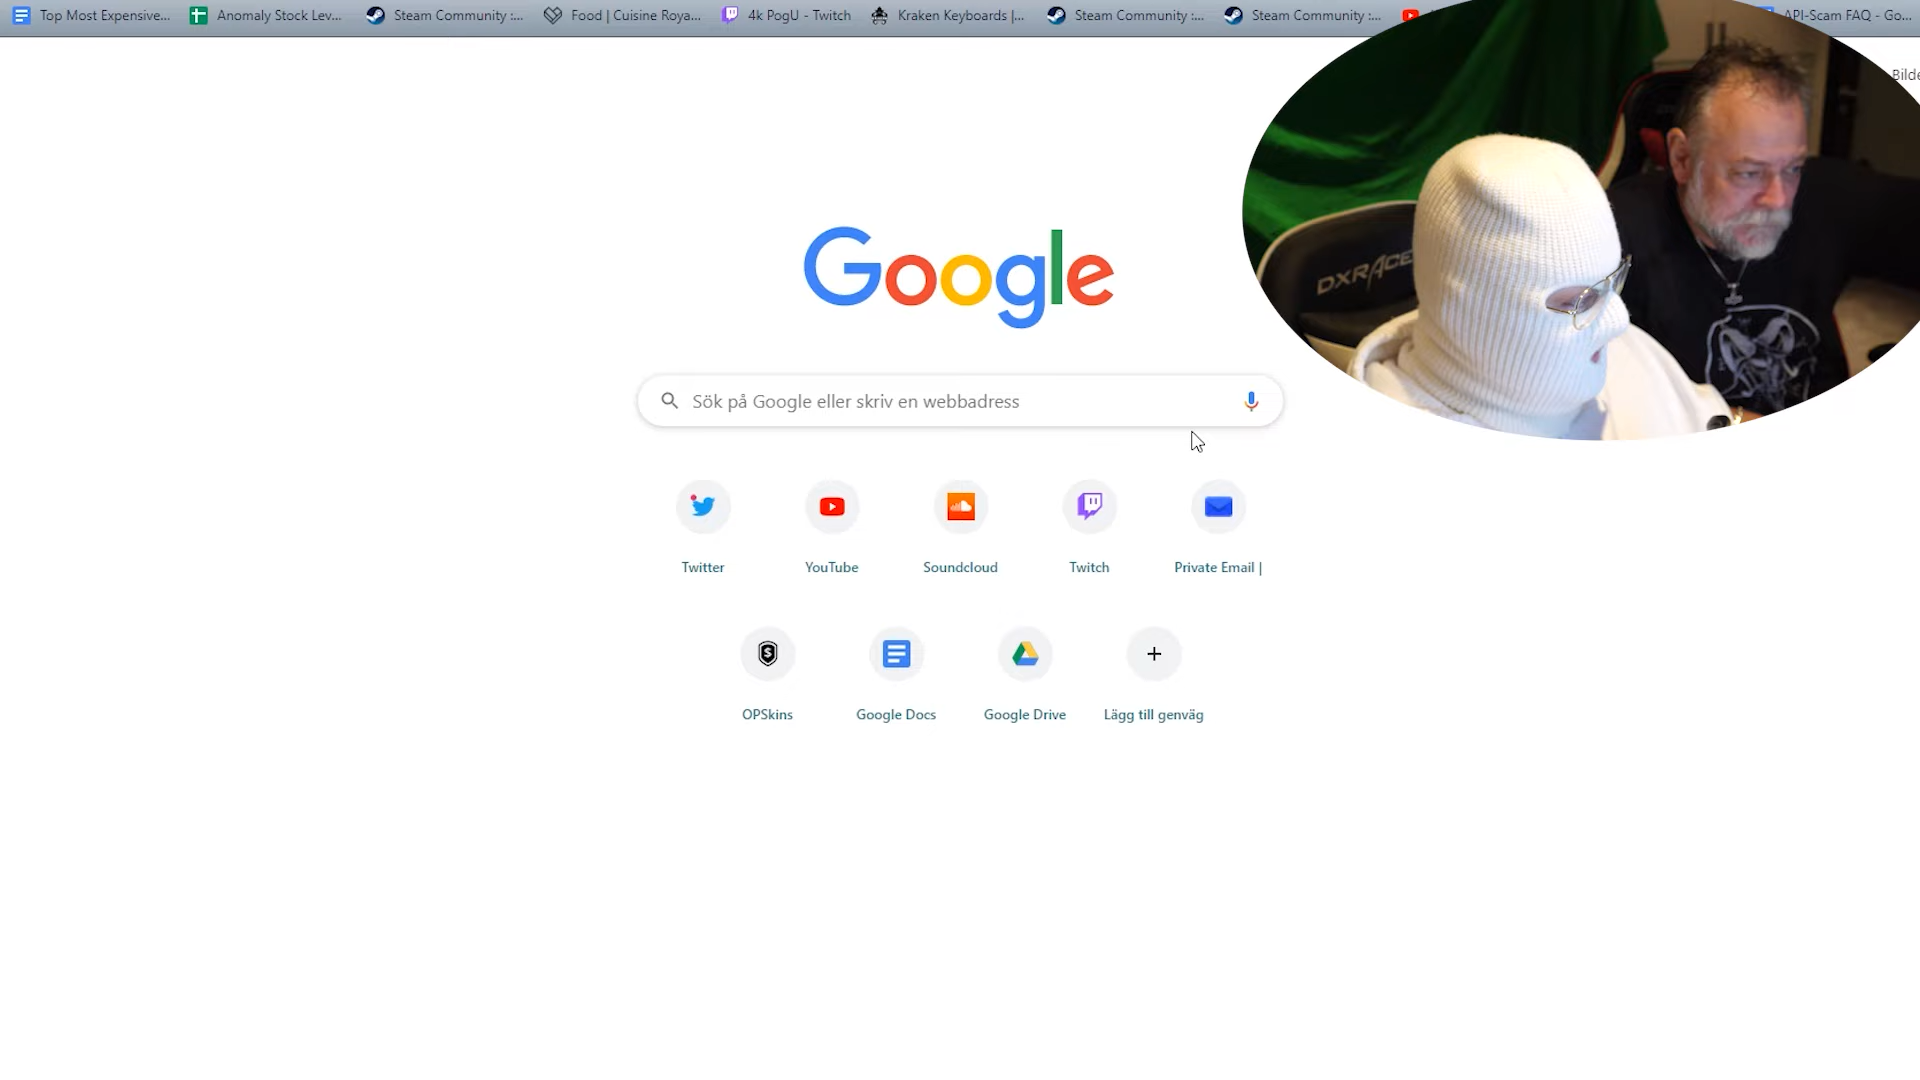 Top Most Expensive...
Anomaly Stock Lev...
Steam Community :...
Food | Cuisine Roya...
4k PogU - Twitch
Kraken Keyboards |...
Steam Community :...
Steam Community :...
API-Scam FAQ - Go...
Bilde
Google
DXRACE
Sök på Google eller skriv en webbadress
Twitter
YouTube
Soundcloud
Twitch
Private Email |
OPSkins
Google Docs
Google Drive
Lägg till genväg